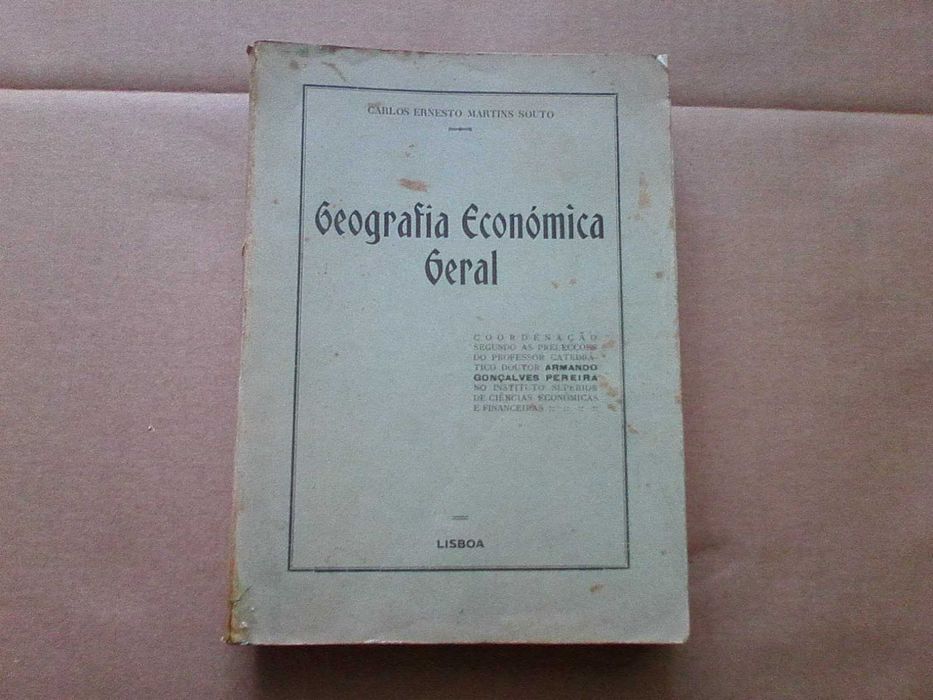 CARLOS ERNESTO MARTINS SOUTO
Geografia Económica
Geral
COORDENAÇÃO
SEGUNDO AS PRELECÇÕES
DO PROFESSOR CATEDRÁ-
TICO DOUTOR ARMANDO
GONÇALVES PEREIRA
NO INSTITUTO SUPERIOR
DE CIÊNCIAS ECONÓMICAS
E FINANCEIRAS :: :: :: ::
LISBOA